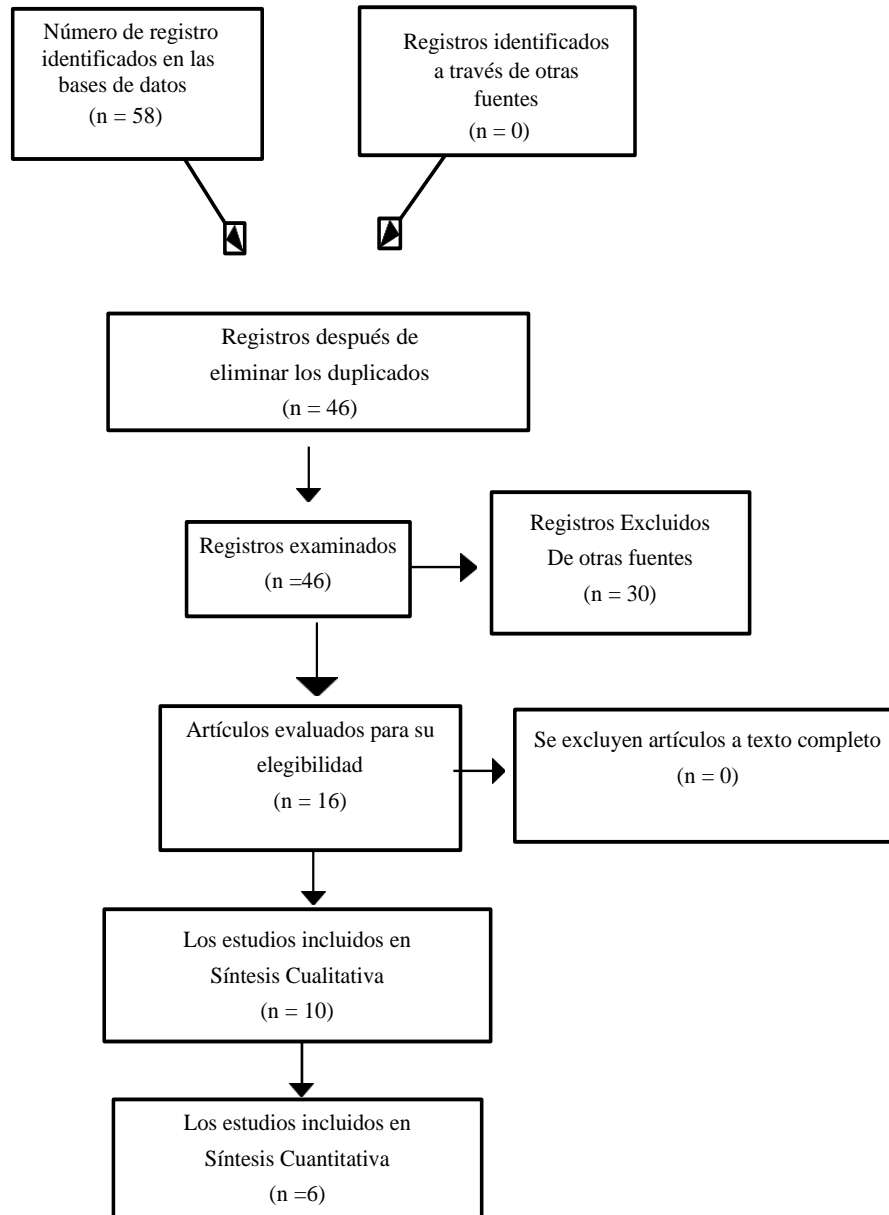 Número de registro
identificados en las
bases de datos
(n = 58)
Registros identificados
a través de otras
fuentes
(n = 0)
Registros después de
eliminar los duplicados
(n = 46)
Registros examinados
(n =46)
Registros Excluidos
De otras fuentes
(n = 30)
Artículos evaluados para su
elegibilidad
(n = 16)
Se excluyen artículos a texto completo
(n = 0)
Los estudios incluidos en
Síntesis Cualitativa
(n = 10)
Los estudios incluidos en
Síntesis Cuantitativa
(n =6)